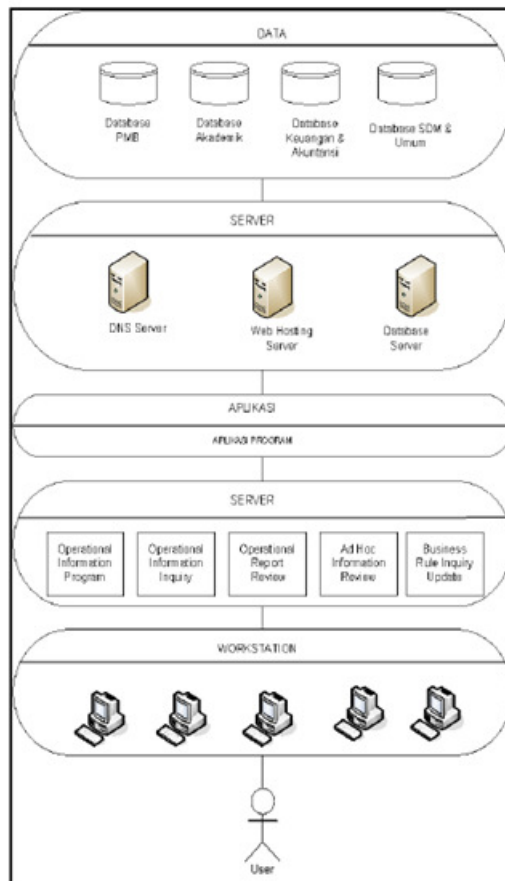 DATA
Database
PMB
Database
Akademik
Database
Keuangan &
Akuntansi
Database SDM &
Umum
SERVER
DNS Server
Web Hosting
Server
Database
Server
APLIKASI
APLIKASI PROGRAM
SERVER
Operational
Information
Program
Operational
Information
Inquiry
Operational
Report
Review
Ad Hoc
Information
Review
Business
Rule Inquiry
Update
WORKSTATION
User